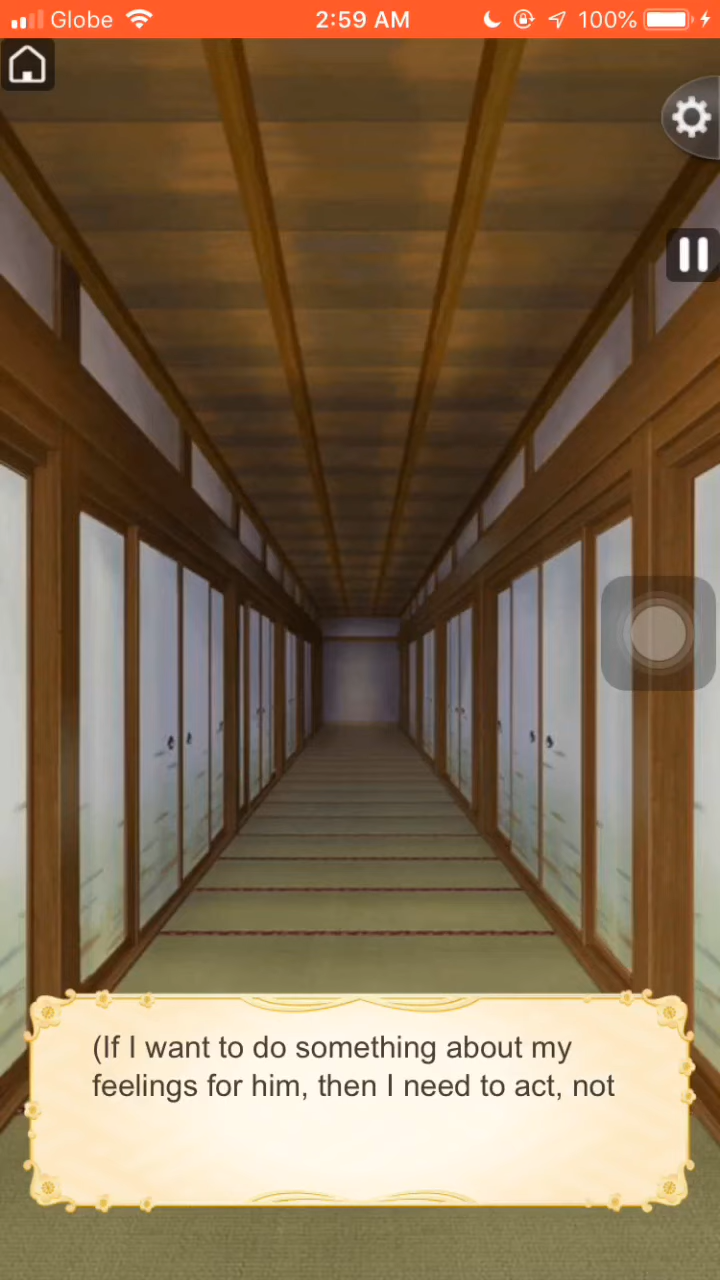 Globe
2:59 AM
100%
(If I want to do something about my
feelings for him, then I need to act, not